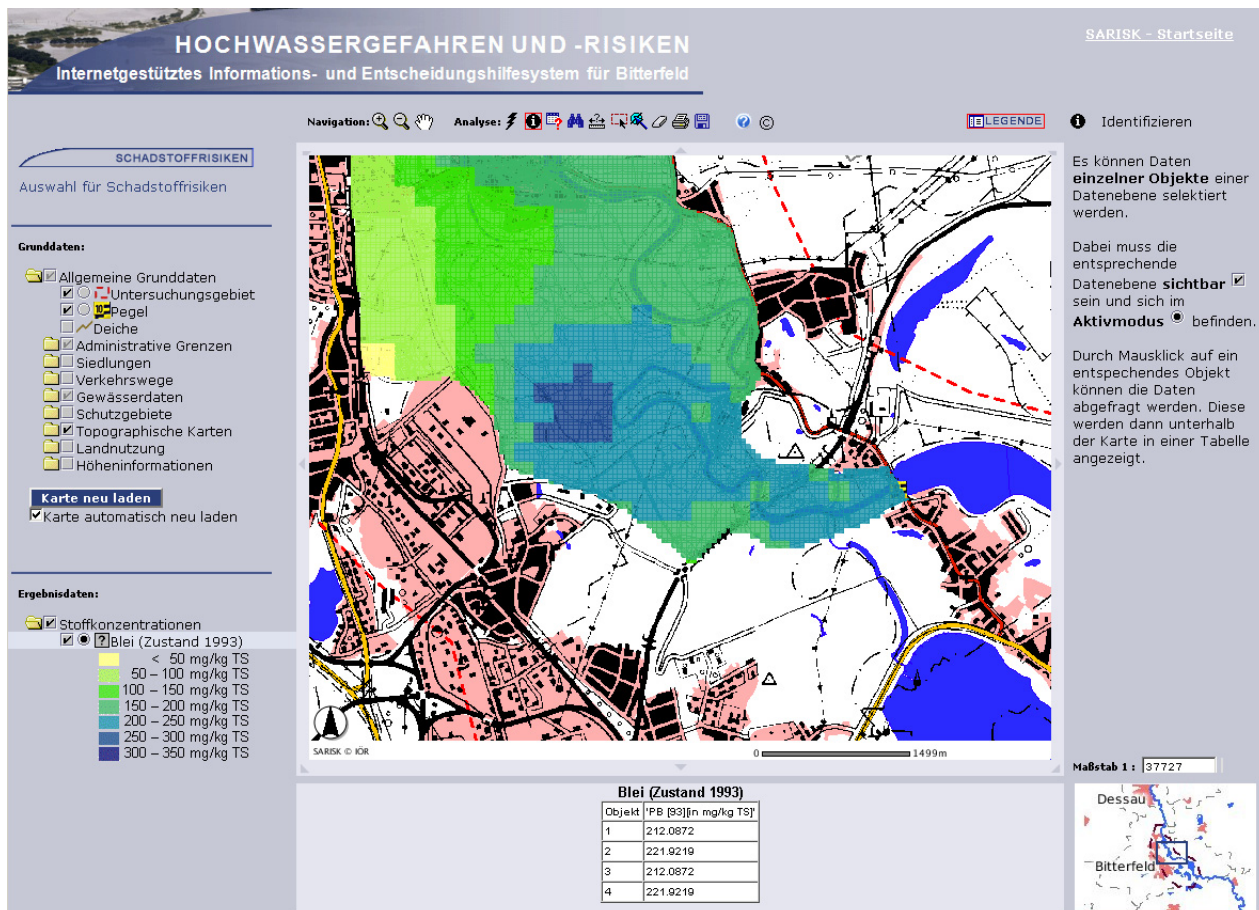 HOCHWASSERGEFAHREN UND -RISIKEN
Internetgestütztes Informations- und Entscheidungshilfesystem für Bitterfeld
SARISK - Startseite
Navigation:
Analyse:
LEGENDE
Identifizieren
SCHADSTOFFRISIKEN
Auswahl für Schadstoffrisiken
Grunddaten:
Allgemeine Grunddaten
Untersuchungsgebiet
Pegel
Deiche
Administrative Grenzen
Siedlungen
Verkehrswege
Gewässerdaten
Schutzgebiete
Topographische Karten
Landnutzung
Höheninformationen
Karte neu laden
Karte automatisch neu laden
Ergebnisdaten:
Stoffkonzentrationen
Blei (Zustand 1993)
< 50 mg/kg TS
50 – 100 mg/kg TS
100 – 150 mg/kg TS
150 – 200 mg/kg TS
200 – 250 mg/kg TS
250 – 300 mg/kg TS
300 – 350 mg/kg TS
SARISK © IÖR
0 1499m
Es können Daten
einzelner Objekte einer
Datenebene selektiert
werden.
Dabei muss die
entsprechende
Datenebene sichtbar
sein und sich im
Aktivmodus befinden.
Durch Mausklick auf ein
entspechendes Objekt
können die Daten
abgefragt werden. Diese
werden dann unterhalb
der Karte in einer Tabelle
angezeigt.
Maßstab 1 : 37727
Dessau
Bitterfeld
Blei (Zustand 1993)
Objekt 'PB [93][in mg/kg TS]'
1 212.0872
2 221.9219
3 212.0872
4 221.9219